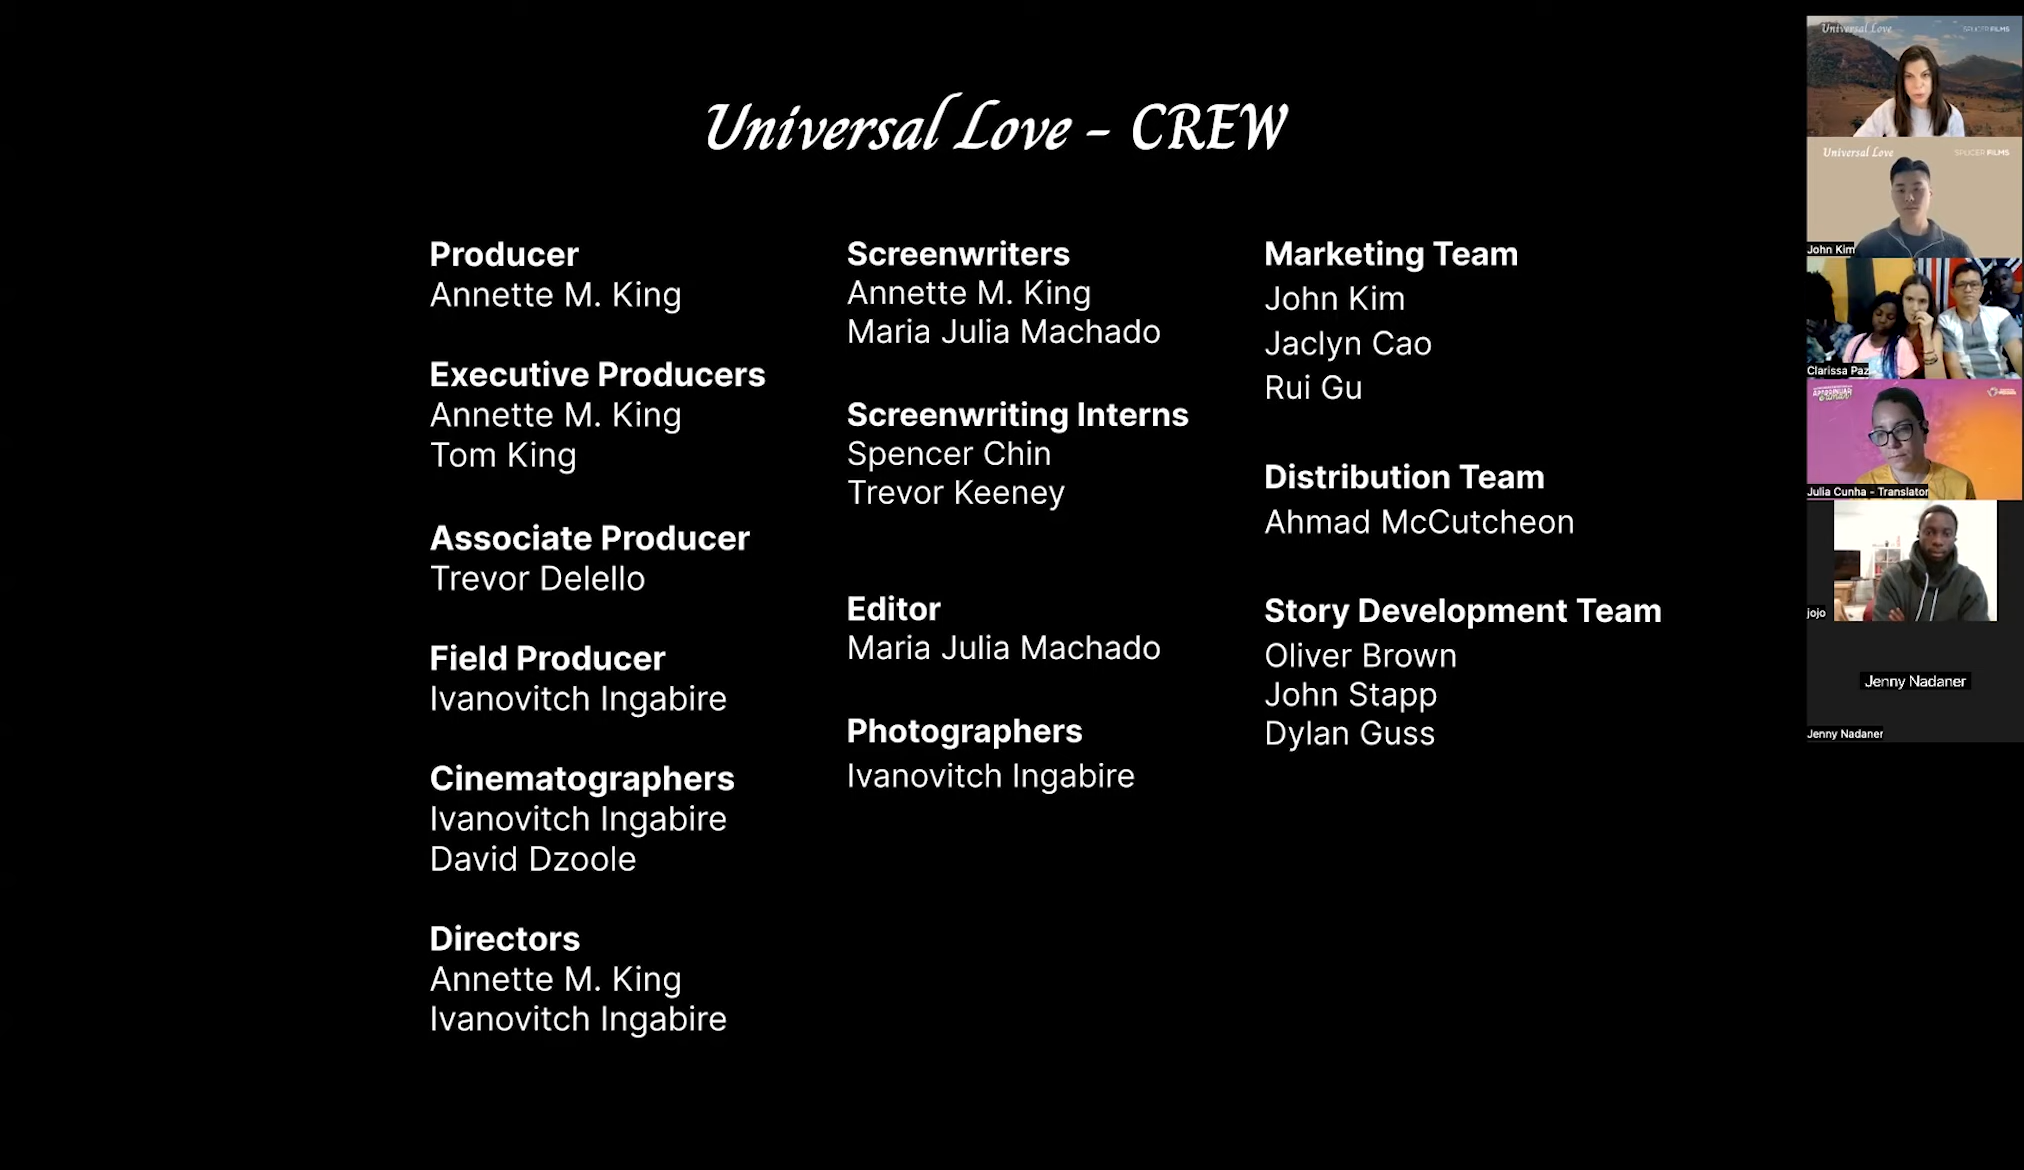 Universal Love - CREW
Producer
Annette M. King
Executive Producers
Annette M. King
Tom King
Associate Producer
Trevor Delello
Field Producer
Ivanovitch Ingabire
Cinematographers
Ivanovitch Ingabire
David Dzoole
Directors
Annette M. King
Ivanovitch Ingabire
Screenwriters
Annette M. King
Maria Julia Machado
Screenwriting Interns
Spencer Chin
Trevor Keeney
Editor
Maria Julia Machado
Photographers
Ivanovitch Ingabire
Marketing Team
John Kim
Jaclyn Cao
Rui Gu
Distribution Team
Ahmad McCutcheon
Story Development Team
Oliver Brown
John Stapp
Dylan Guss
Universal Love
SPLICER FILMS
Universal Love
SPLICER FILMS
John Kim
Clarissa Paz
Julia Cunha - Translator
jojo
Jenny Nadaner
Jenny Nadaner